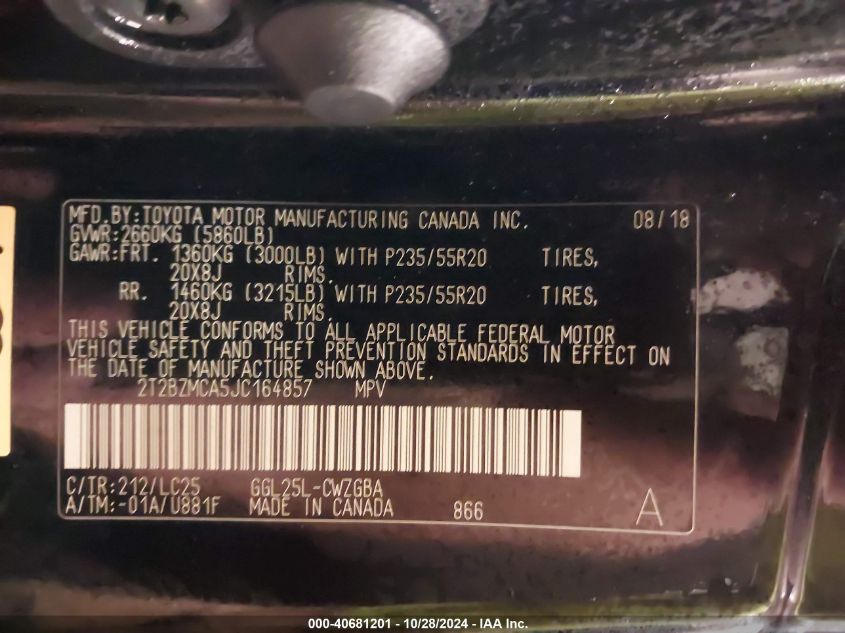 MFD.BY:TOYOTA MOTOR MANUFACTURING CANADA INC. 08/18
GVWR:2660KG (5860LB)
GAWR:FRT. 1360KG (3000LB) WITH P235/55R20 TIRES,
20X8J RIMS.
RR. 1460KG (3215LB) WITH P235/55R20 TIRES,
20X8J RIMS.
THIS VEHICLE CONFORMS TO ALL APPLICABLE FEDERAL MOTOR
VEHICLE SAFETY AND THEFT PREVENTION STANDARDS IN EFFECT ON
THE DATE OF MANUFACTURE SHOWN ABOVE.
2T2BZMCA5JC164857 MPV
C/TR:212/LC25 GGL25L-CWZGBA
A/TM:-01A/U881F MADE IN CANADA 866 A
000-40681201 - 10/28/2024 - IAA Inc.